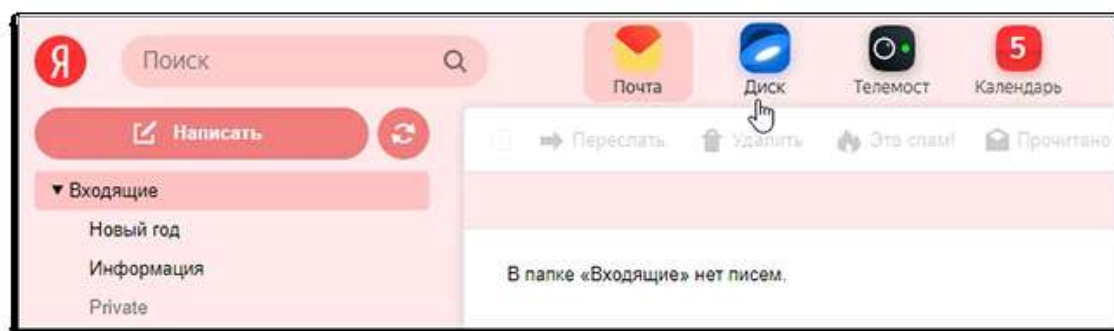 Я Поиск
5
Почта Диск Телемост Календарь
Написать
Переслать Удалить Это спам! Прочитано
Входящие
Новый год
Информация
В папке «Входящие» нет писем.
Private